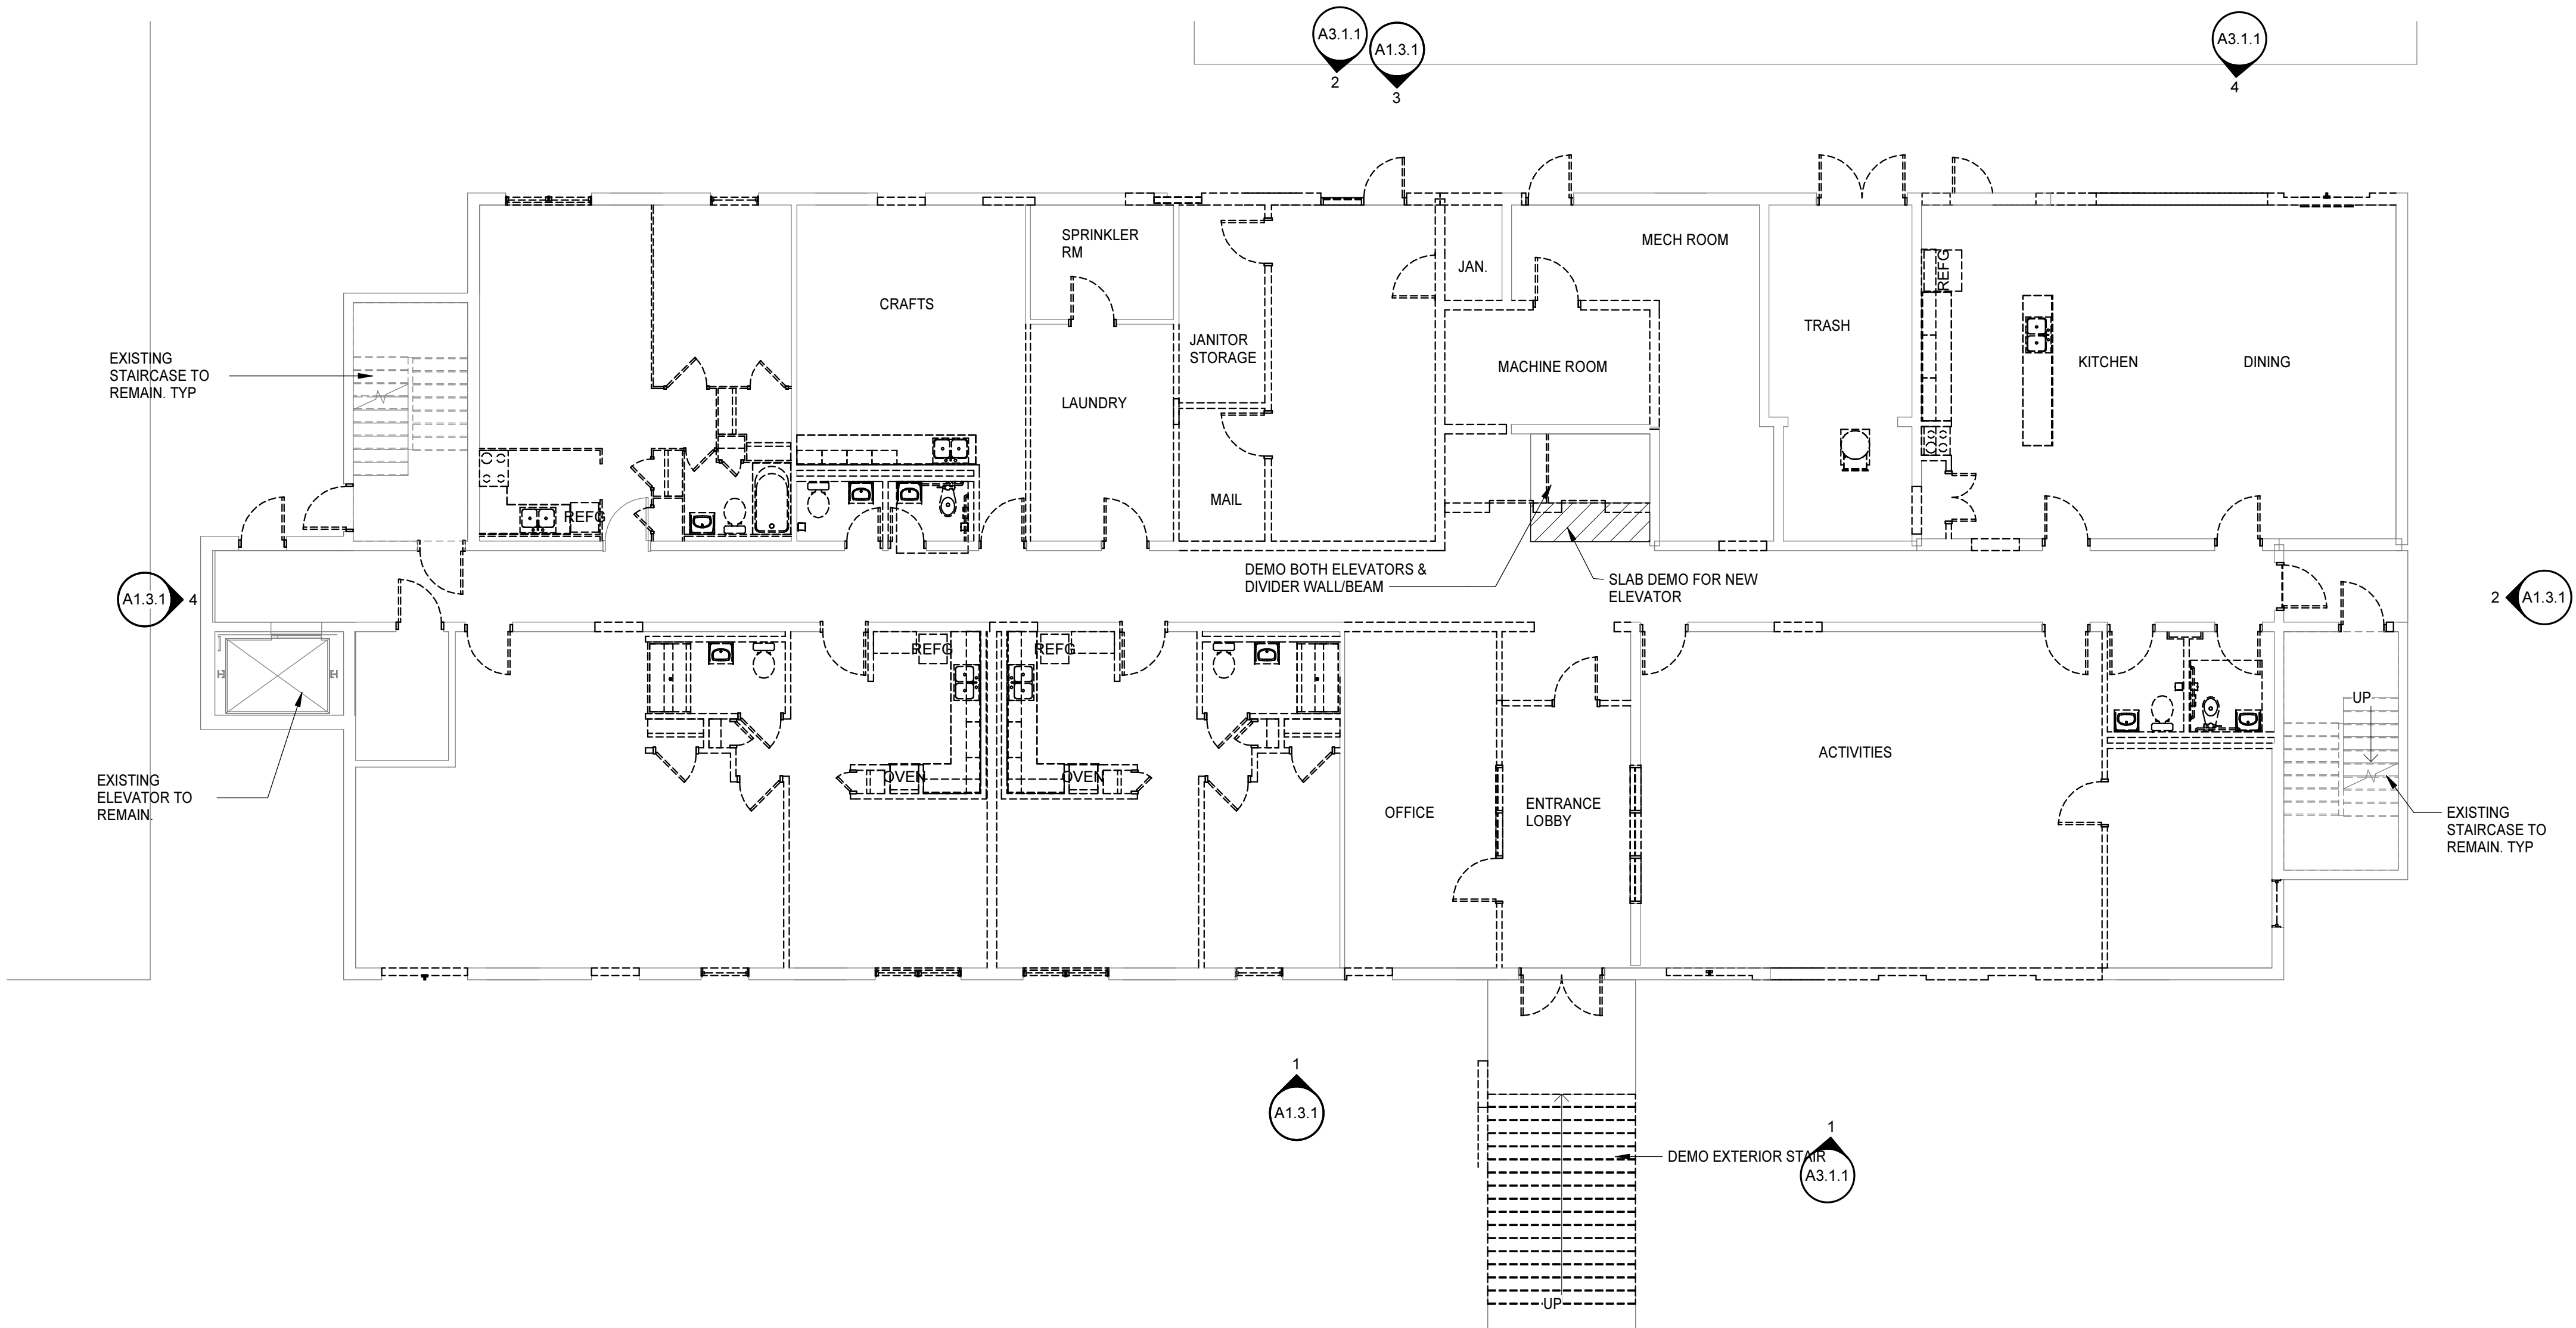 A3.1.1
2
A1.3.1
3
A3.1.1
4
SPRINKLER
RM
MECH ROOM
JAN.
REFG
CRAFTS
TRASH
JANITOR
STORAGE
EXISTING
STAIRCASE TO
REMAIN. TYP
MACHINE ROOM
KITCHEN
DINING
LAUNDRY
MAIL
REFG
DEMO BOTH ELEVATORS &
DIVIDER WALL/BEAM
SLAB DEMO FOR NEW
ELEVATOR
A1.3.1
4
2
A1.3.1
REFG
REFG
UP
ACTIVITIES
OVEN
OVEN
EXISTING
ELEVATOR TO
REMAIN.
OFFICE
ENTRANCE
LOBBY
EXISTING
STAIRCASE TO
REMAIN. TYP
1
A1.3.1
1
A3.1.1
DEMO EXTERIOR STAIR
UP